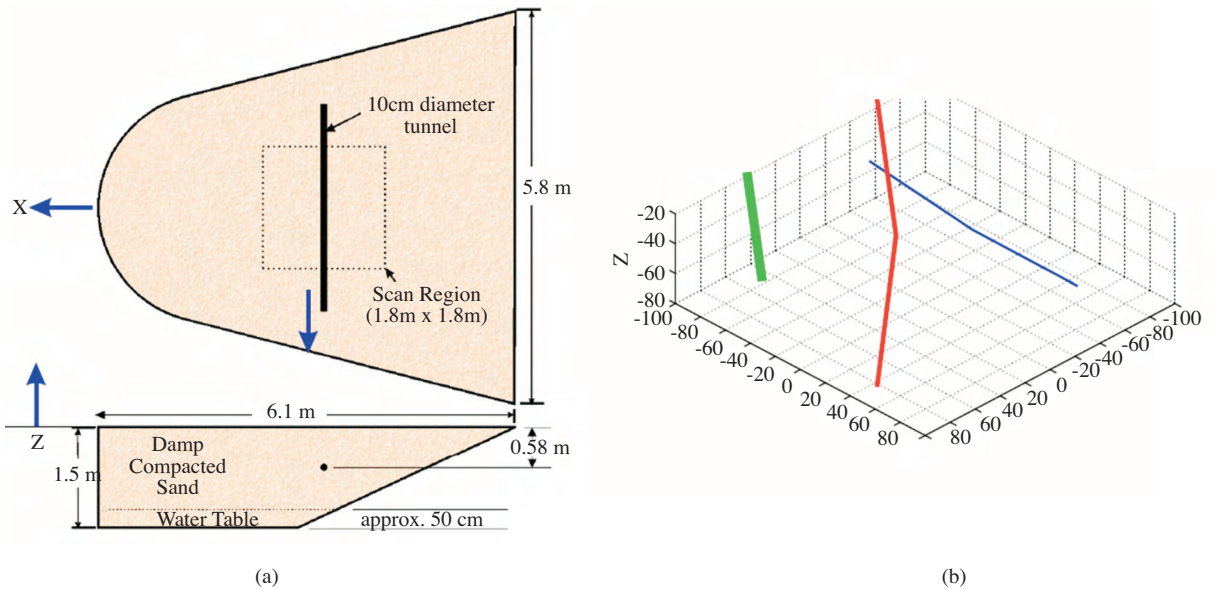 10cm diameter
tunnel
X
5.8 m
Scan Region
(1.8m x 1.8m)
6.1 m
Z
Damp
Compacted
Sand
1.5 m
0.58 m
Water Table
approx. 50 cm
(a)
-20
-40
-60
-80
Z
-100
-80
-60
-40
-20
0
20
40
60
80
-100
-80
-60
-40
-20
0
20
40
60
80
(b)